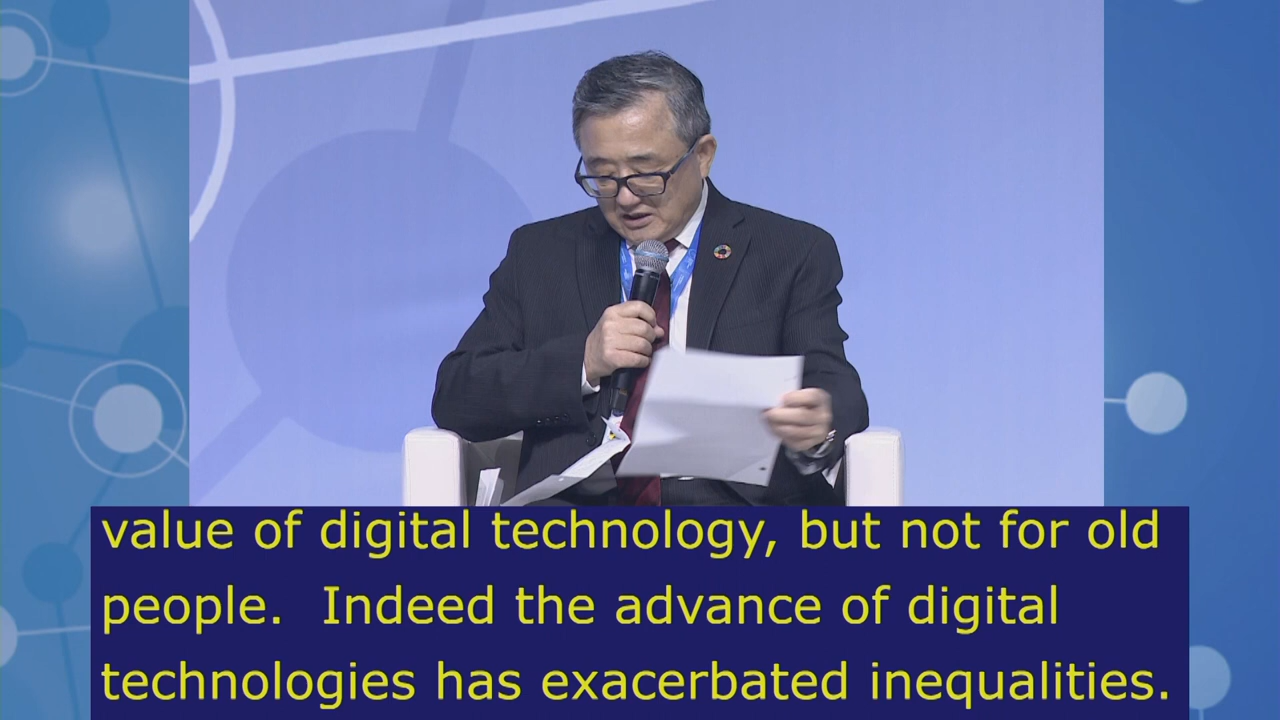 value of digital technology, but not for old
people.  Indeed the advance of digital
technologies has exacerbated inequalities.